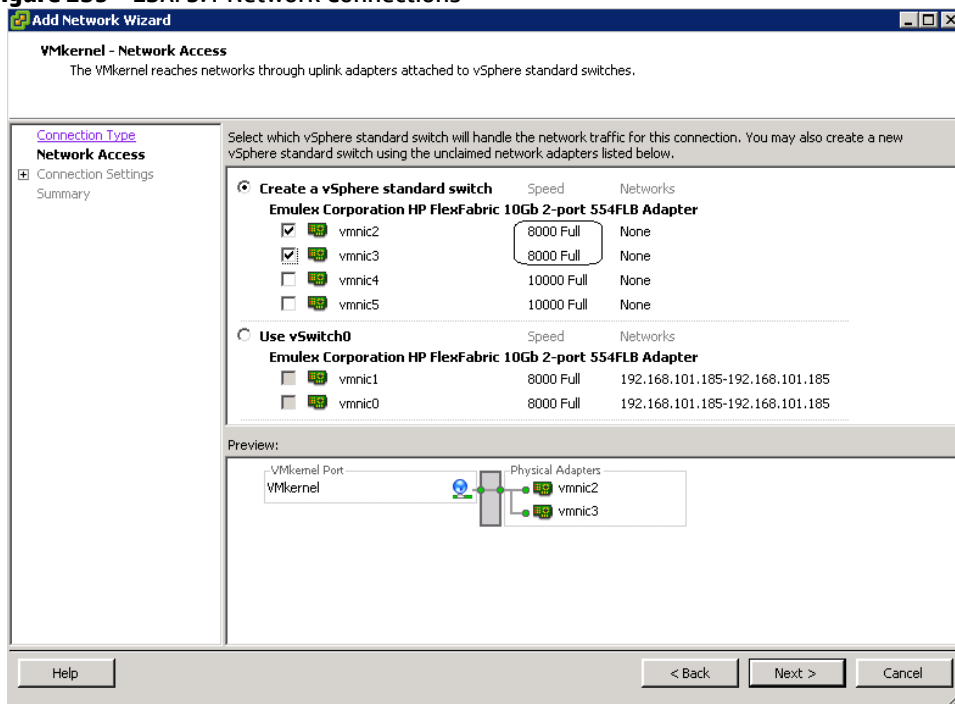 Add Network Wizard
VMkernel - Network Access
The VMkernel reaches networks through uplink adapters attached to vSphere standard switches.
Connection Type
Network Access
Connection Settings
Summary
Select which vSphere standard switch will handle the network traffic for this connection. You may also create a new
vSphere standard switch using the unclaimed network adapters listed below.
Create a vSphere standard switch Speed Networks
Emulex Corporation HP FlexFabric 10Gb 2-port 554FLB Adapter
vmnic2 8000 Full None
vmnic3 8000 Full None
vmnic4 10000 Full None
vmnic5 10000 Full None
Use vSwitch0 Speed Networks
Emulex Corporation HP FlexFabric 10Gb 2-port 554FLB Adapter
vmnic1 8000 Full 192.168.101.185-192.168.101.185
vmnic0 8000 Full 192.168.101.185-192.168.101.185
Preview:
VMkernel Port
VMkernel
Physical Adapters
vmnic2
vmnic3
Help
< Back
Next >
Cancel